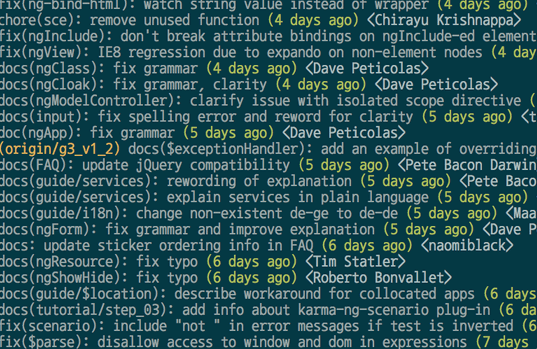 fix(ng-bind-html): watch string value instead of wrapper (4 days ago)
chore(sce): remove unused function (4 days ago) <Chirayu Krishnappa>
fix(ngInclude): don't break attribute bindings on ngInclude-ed element
fix(ngView): IE8 regression due to expando on non-element nodes (4 day
docs(ngClass): fix grammar (4 days ago) <Dave Peticolas>
docs(ngCloak): fix grammar, clarity (4 days ago) <Dave Peticolas>
docs(ngModelController): clarify issue with isolated scope directive (
docs(input): fix spelling error and reword for clarity (5 days ago) <t
doc(ngApp): fix grammar (5 days ago) <Dave Peticolas>
(origin/g3_v1_2) docs($exceptionHandler): add an example of overriding
docs(FAQ): update jQuery compatibility (5 days ago) <Pete Bacon Darwin
docs(guide/services): rewording of explanation (5 days ago) <Pete Baco
docs(guide/services): explain services in plain language (5 days ago)
docs(guide/i18n): change non-existent de-ge to de-de (5 days ago) <Maa
docs(ngForm): fix grammar and improve explanation (5 days ago) <Dave P
docs: update sticker ordering info in FAQ (6 days ago) <naomiblack>
docs(ngResource): fix typo (6 days ago) <Tim Statler>
docs(ngShowHide): fix typo (6 days ago) <Roberto Bonvallet>
docs(guide/$location): describe workaround for collocated apps (6 days
docs(tutorial/step_03): add info about karma-ng-scenario plug-in (6 da
fix(scenario): include "not " in error messages if test is inverted (6
fix($parse): disallow access to window and dom in expressions (7 days